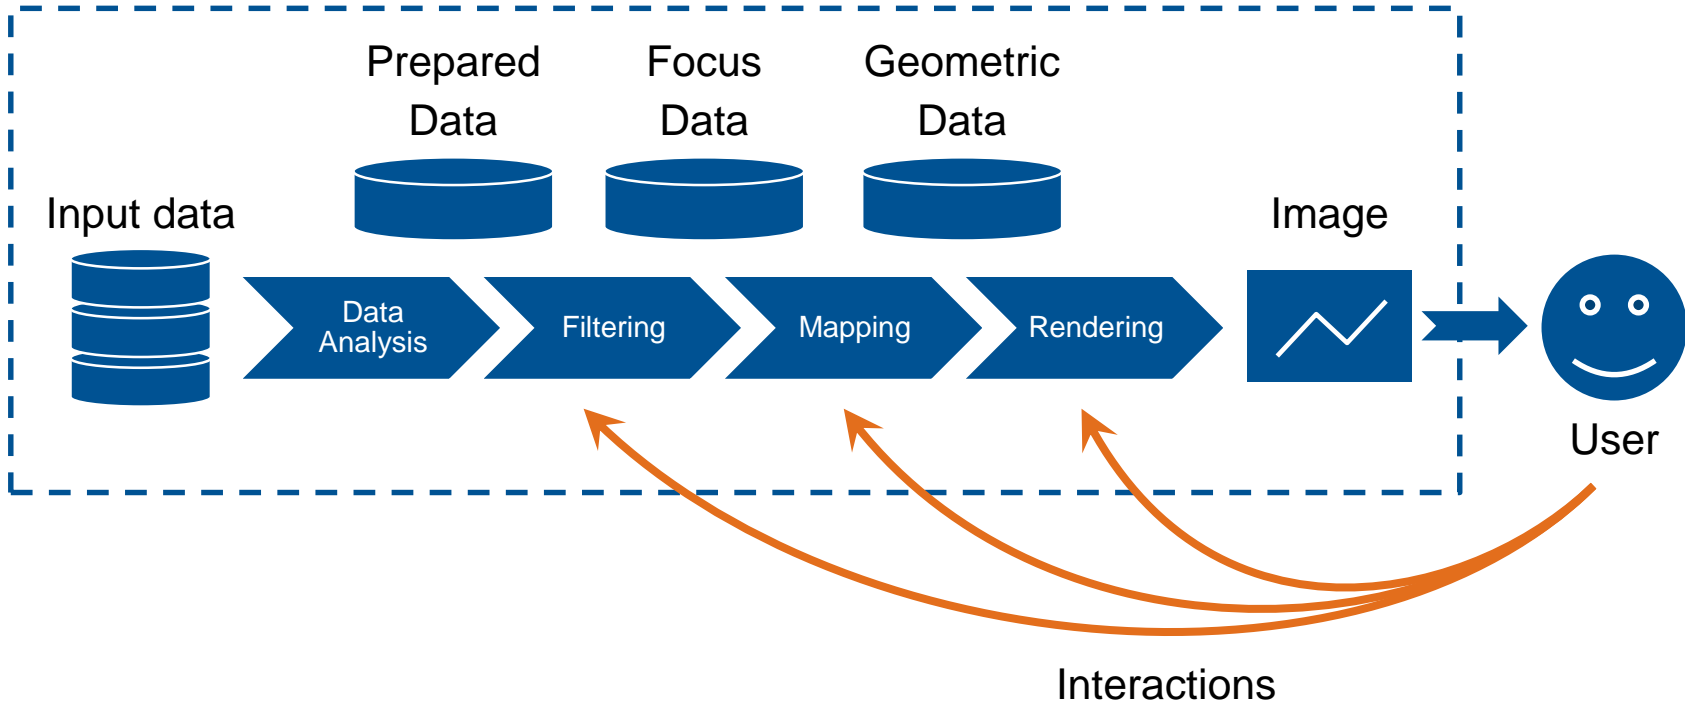 Prepared
Data
Focus
Data
Geometric
Data
Input data
Image
Data
Analysis
Filtering
Mapping
Rendering
User
Interactions